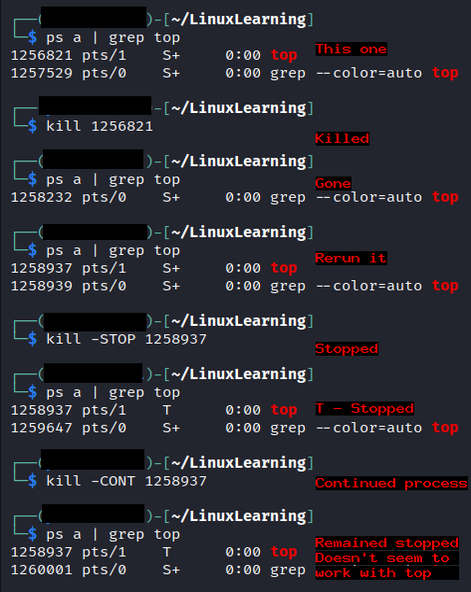 ┌──( )-[~/LinuxLearning]
└─$ ps a | grep top
1256821 pts/1 S+ 0:00 top This one
1257529 pts/0 S+ 0:00 grep --color=auto top
┌──( )-[~/LinuxLearning]
└─$ kill 1256821
Killed
┌──( )-[~/LinuxLearning]
└─$ ps a | grep top Gone
1258232 pts/0 S+ 0:00 grep --color=auto top
┌──( )-[~/LinuxLearning]
└─$ ps a | grep top Rerun it
1258937 pts/1 S+ 0:00 top
1258939 pts/0 S+ 0:00 grep --color=auto top
┌──( )-[~/LinuxLearning]
└─$ kill -STOP 1258937 Stopped
┌──( )-[~/LinuxLearning]
└─$ ps a | grep top
1258937 pts/1 T 0:00 top T - Stopped
1259647 pts/0 S+ 0:00 grep --color=auto top
┌──( )-[~/LinuxLearning]
└─$ kill -CONT 1258937 Continued process
┌──( )-[~/LinuxLearning]
└─$ ps a | grep top Remained stopped
1258937 pts/1 T 0:00 top Doesn't seem to
1260001 pts/0 S+ 0:00 grep work with top